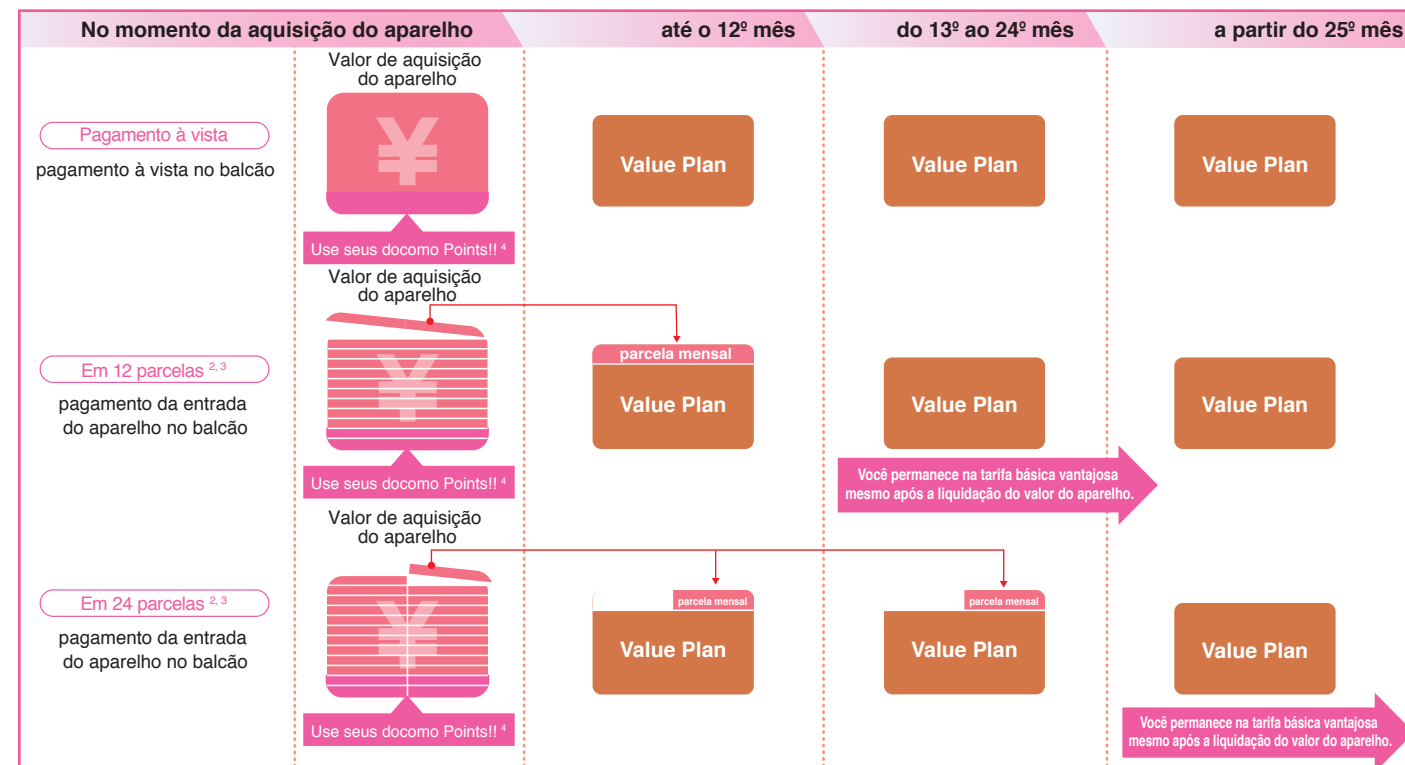 No momento da aquisição do aparelho
até o 12º mês
do 13º ao 24º mês
a partir do 25º mês
Valor de aquisição
do aparelho
Pagamento à vista
pagamento à vista no balcão
¥
Value Plan
Value Plan
Value Plan
Use seus docomo Points!! 4
Valor de aquisição
do aparelho
Em 12 parcelas 2, 3
pagamento da entrada
do aparelho no balcão
¥
parcela mensal
Value Plan
Value Plan
Value Plan
Use seus docomo Points!! 4
Você permanece na tarifa básica vantajosa
mesmo após a liquidação do valor do aparelho.
Valor de aquisição
do aparelho
Em 24 parcelas 2, 3
pagamento da entrada
do aparelho no balcão
¥
parcela mensal
Value Plan
parcela mensal
Value Plan
Value Plan
Use seus docomo Points!! 4
Você permanece na tarifa básica vantajosa
mesmo após a liquidação do valor do aparelho.